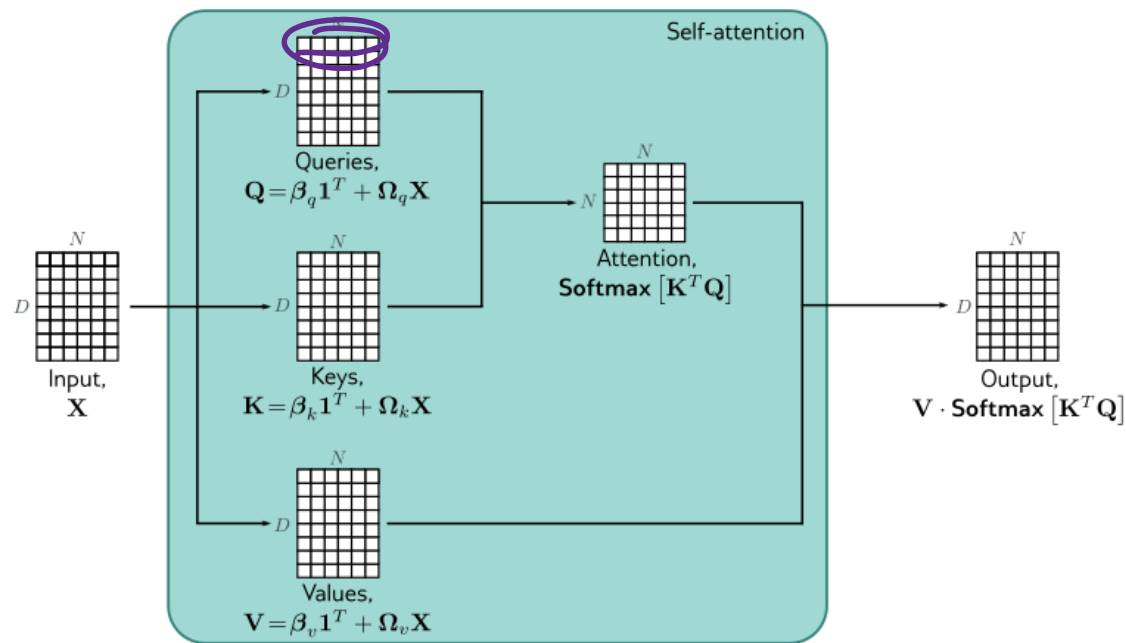 Self-attention
N
D
Queries,
Q=β_q 1^T + Ω_q X
N
D
Input,
X
N
D
Keys,
K=β_k 1^T + Ω_k X
N
D
Values,
V=β_v 1^T + Ω_v X
N
N
Attention,
Softmax [K^T Q]
N
D
Output,
V · Softmax [K^T Q]